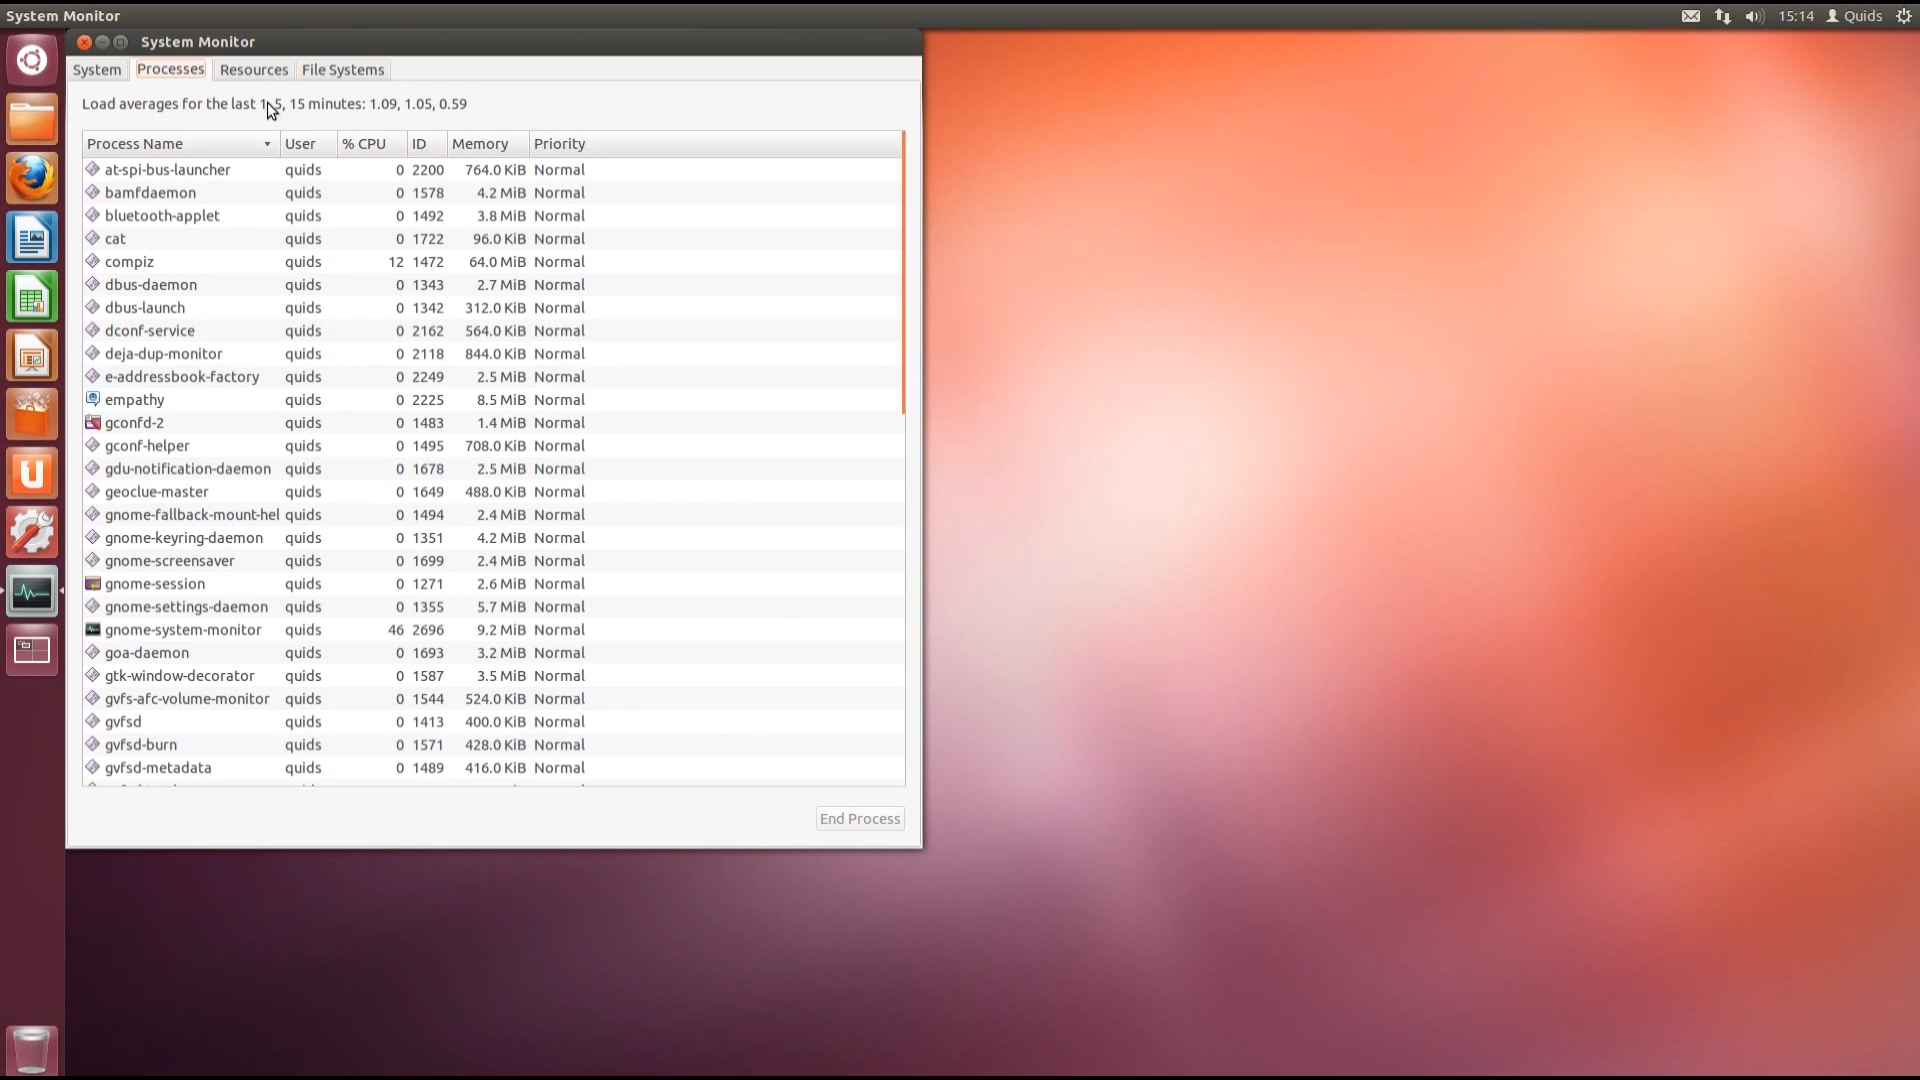 System Monitor
15:14 Quids
System Monitor
System Processes Resources File Systems
Load averages for the last 1, 5, 15 minutes: 1.09, 1.05, 0.59
Process Name User % CPU ID Memory Priority
at-spi-bus-launcher quids 0 2200 764.0 KiB Normal
bamfdaemon quids 0 1578 4.2 MiB Normal
bluetooth-applet quids 0 1492 3.8 MiB Normal
cat quids 0 1722 96.0 KiB Normal
compiz quids 12 1472 64.0 MiB Normal
dbus-daemon quids 0 1343 2.7 MiB Normal
dbus-launch quids 0 1342 312.0 KiB Normal
dconf-service quids 0 2162 564.0 KiB Normal
deja-dup-monitor quids 0 2118 844.0 KiB Normal
e-addressbook-factory quids 0 2249 2.5 MiB Normal
empathy quids 0 2225 8.5 MiB Normal
gconfd-2 quids 0 1483 1.4 MiB Normal
gconf-helper quids 0 1495 708.0 KiB Normal
gdu-notification-daemon quids 0 1678 2.5 MiB Normal
geoclue-master quids 0 1649 488.0 KiB Normal
gnome-fallback-mount-hel quids 0 1494 2.4 MiB Normal
gnome-keyring-daemon quids 0 1351 4.2 MiB Normal
gnome-screensaver quids 0 1699 2.4 MiB Normal
gnome-session quids 0 1271 2.6 MiB Normal
gnome-settings-daemon quids 0 1355 5.7 MiB Normal
gnome-system-monitor quids 46 2696 9.2 MiB Normal
goa-daemon quids 0 1693 3.2 MiB Normal
gtk-window-decorator quids 0 1587 3.5 MiB Normal
gvfs-afc-volume-monitor quids 0 1544 524.0 KiB Normal
gvfsd quids 0 1413 400.0 KiB Normal
gvfsd-burn quids 0 1571 428.0 KiB Normal
gvfsd-metadata quids 0 1489 416.0 KiB Normal
End Process